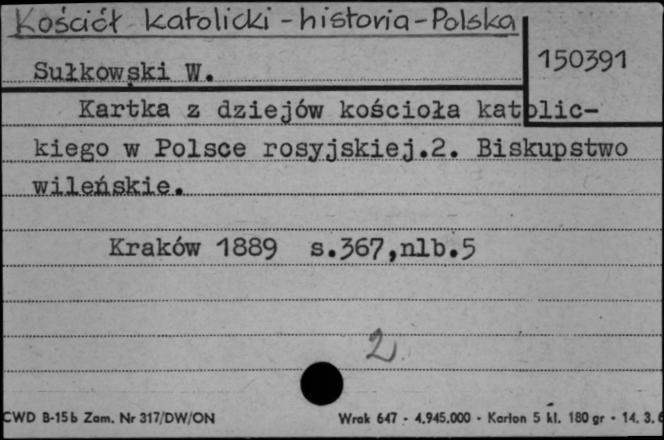 Kościół katolicki - historia - Polska
150391
Sułkowski W.
Kartka z dziejów kościoła katolic-
kiego w Polsce rosyjskiej.2. Biskupstwo
wileńskie.
Kraków 1889 s.367,nlb.5
2
CWD B-15b Zam. Nr 317/DW/ON Wrak 647 - 4.945.000 - Karton 5 kl. 180 gr - 14. 3. 6